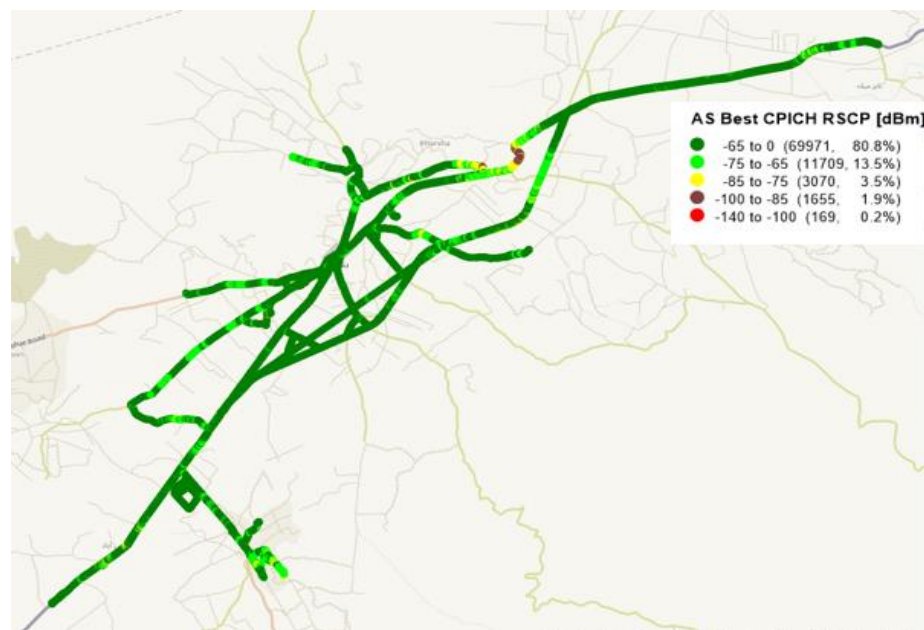 AS Best CPICH RSCP [dBm]
-65 to 0 (69971, 80.8%)
-75 to -65 (11709, 13.5%)
-85 to -75 (3070, 3.5%)
-100 to -85 (1655, 1.9%)
-140 to -100 (169, 0.2%)